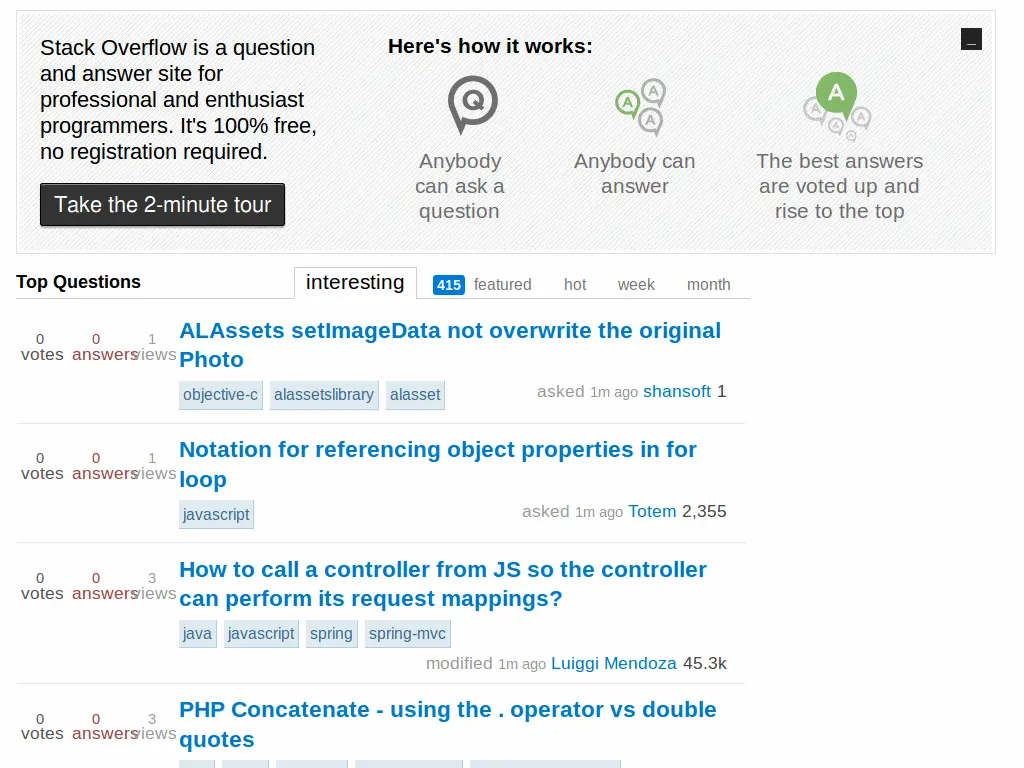 Stack Overflow is a question
and answer site for
professional and enthusiast
programmers. It's 100% free,
no registration required.
Take the 2-minute tour
Here's how it works:
_
Q
A
A
A
A
A
A
A
A
Anybody
can ask a
question
Anybody can
answer
The best answers
are voted up and
rise to the top
Top Questions
interesting
415 featured
hot
week
month
0 0 1
votes answers views
ALAssets setImageData not overwrite the original
Photo
objective-c alassetslibrary alasset
asked 1m ago shansoft 1
0 0 1
votes answers views
Notation for referencing object properties in for
loop
javascript
asked 1m ago Totem 2,355
0 0 3
votes answers views
How to call a controller from JS so the controller
can perform its request mappings?
java javascript spring spring-mvc
modified 1m ago Luiggi Mendoza 45.3k
0 0 3
votes answers views
PHP Concatenate - using the . operator vs double
quotes